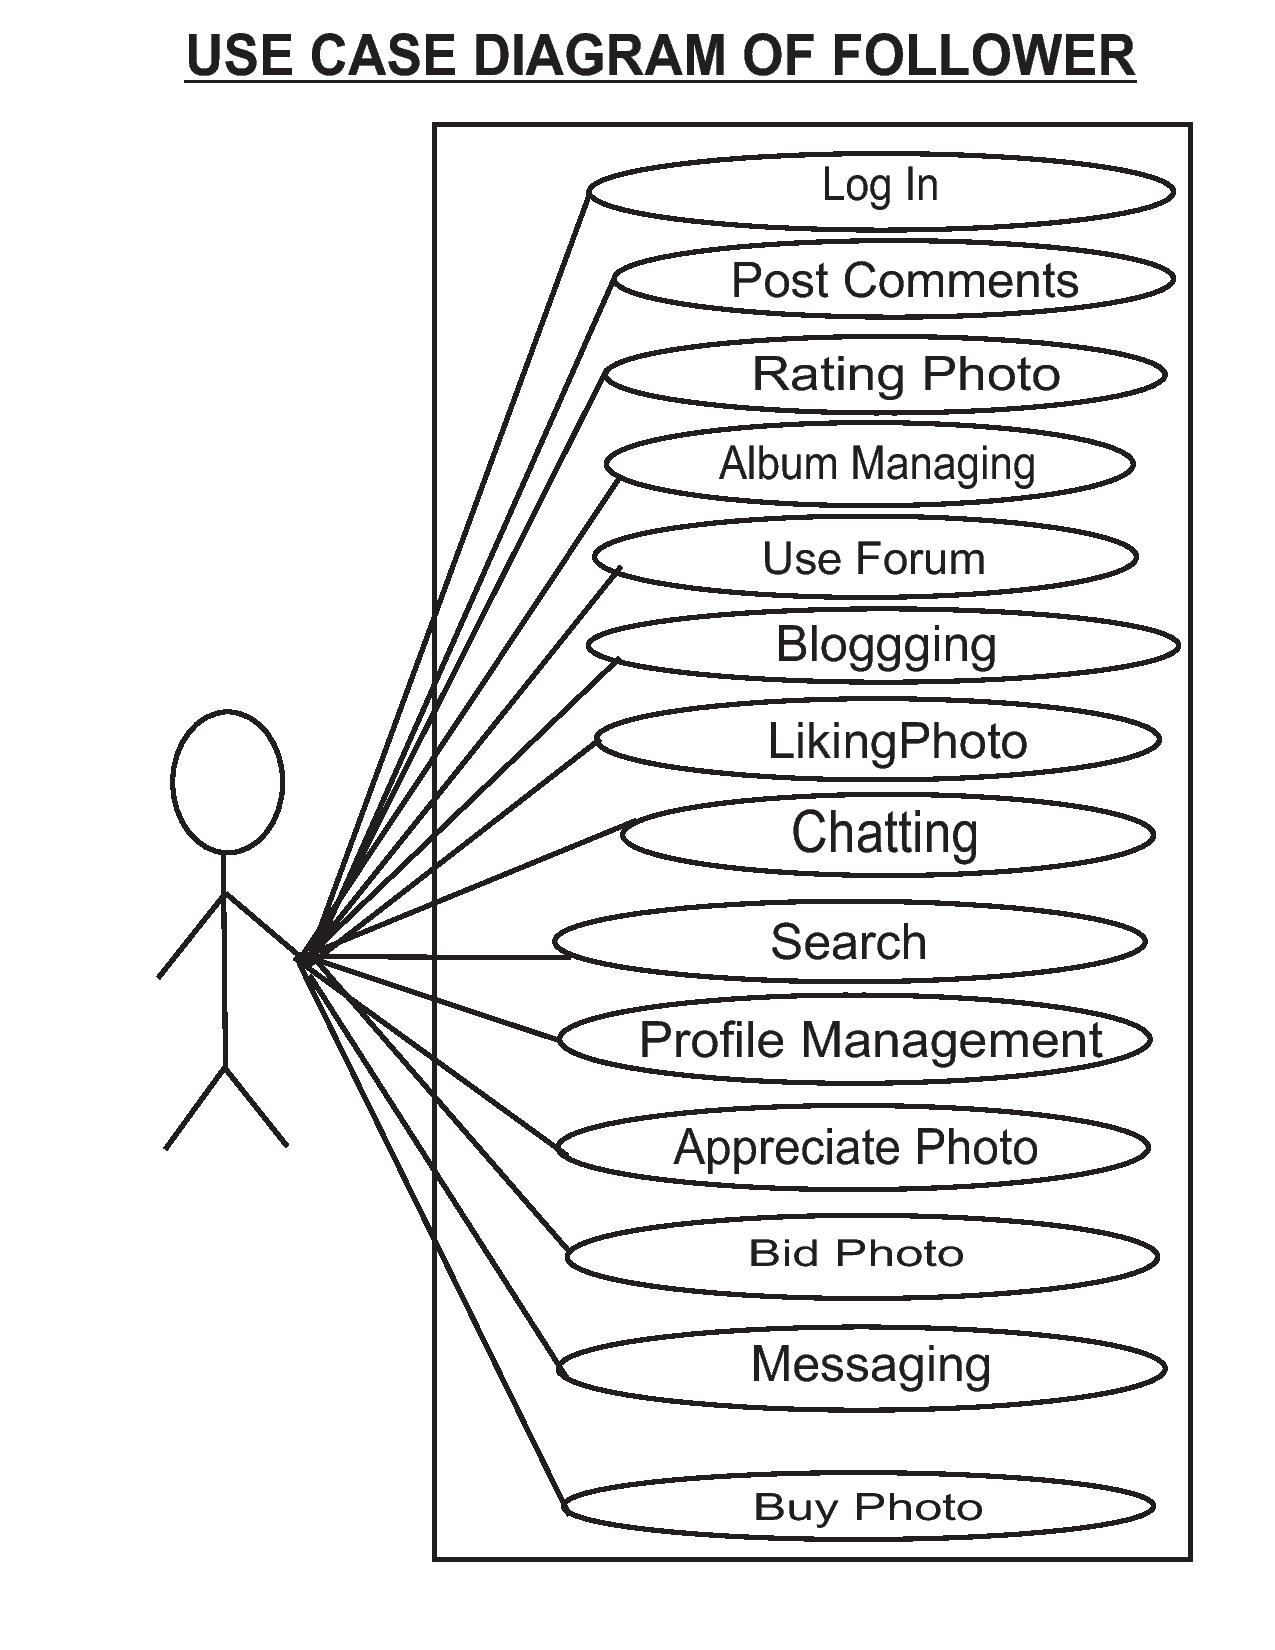 USE CASE DIAGRAM OF FOLLOWER
Log In
Post Comments
Rating Photo
Album Managing
Use Forum
Bloggging
LikingPhoto
Chatting
Search
Profile Management
Appreciate Photo
Bid Photo
Messaging
Buy Photo